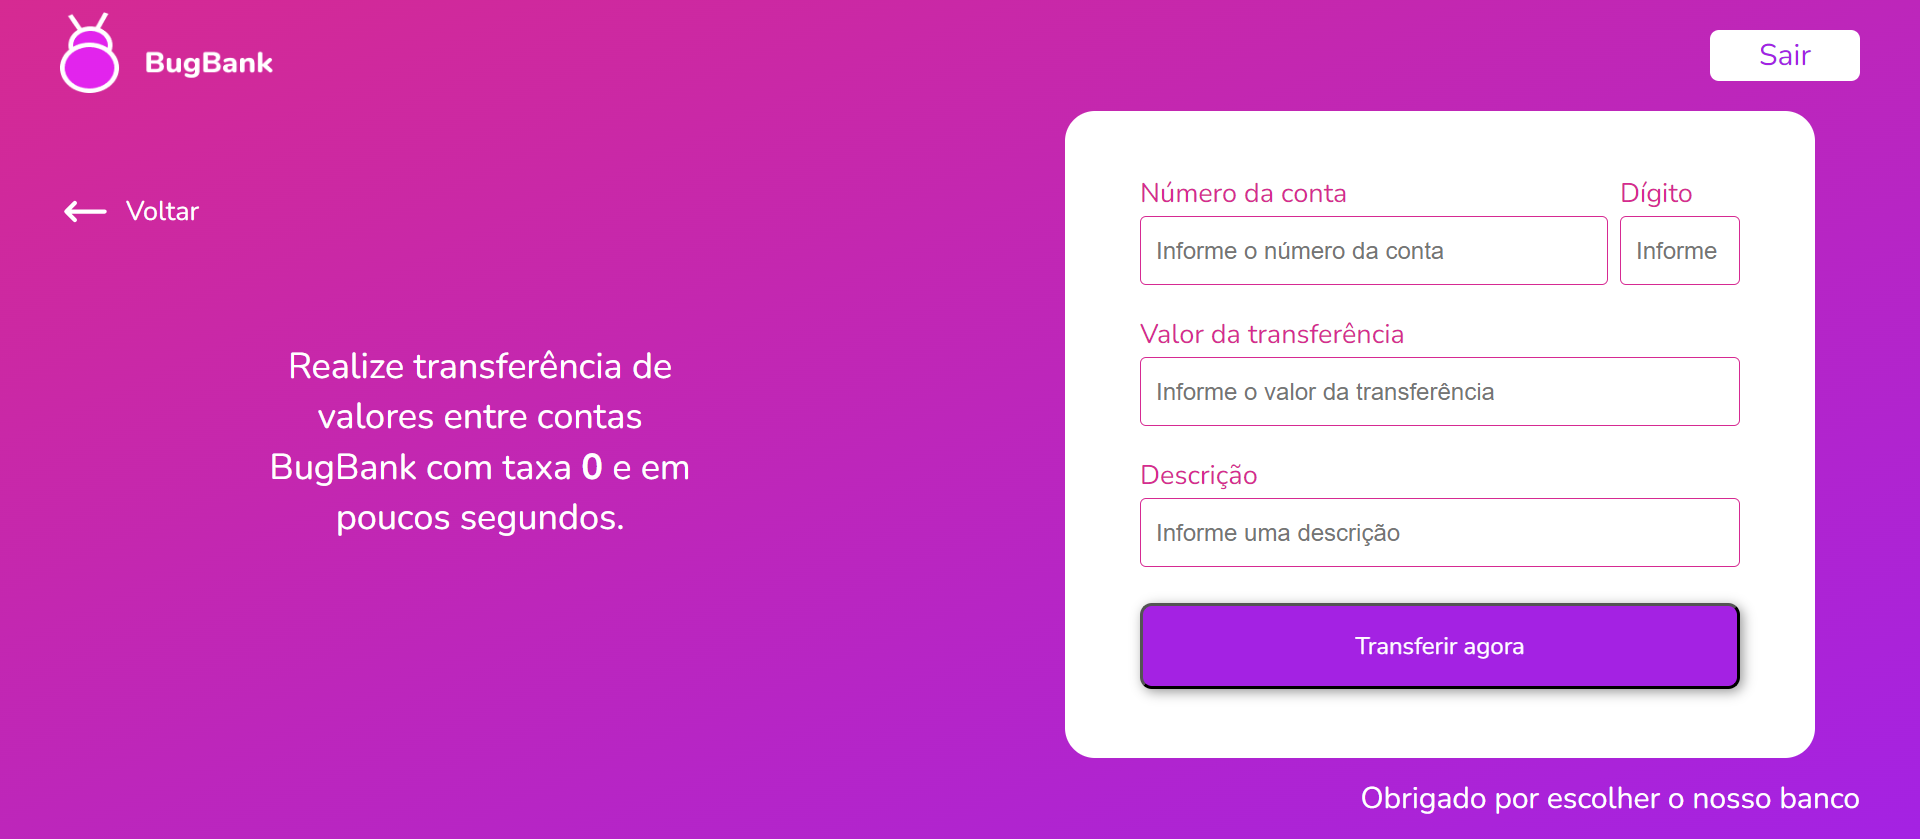 BugBank
Sair
Voltar
Realize transferência de
valores entre contas
BugBank com taxa 0 e em
poucos segundos.
Número da conta
Dígito
Informe o número da conta
Informe
Valor da transferência
Informe o valor da transferência
Descrição
Informe uma descrição
Transferir agora
Obrigado por escolher o nosso banco